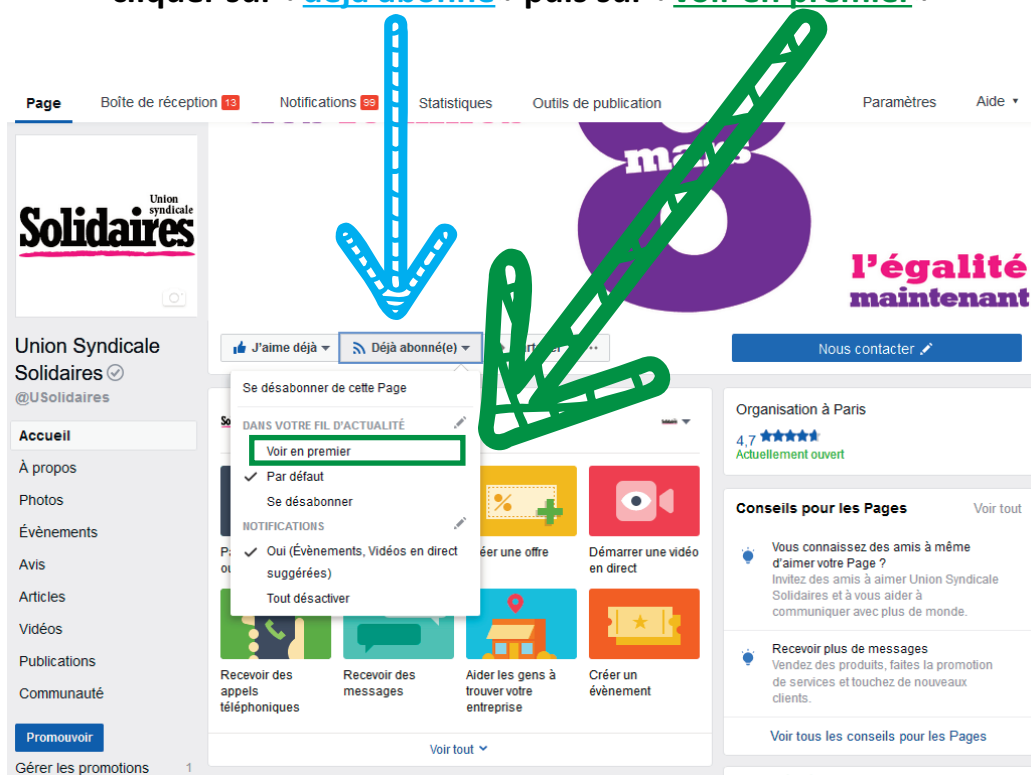 cliquer sur « déjà abonné » puis sur « voir en premier »
Page Boîte de réception 13 Notifications 99 Statistiques Outils de publication Paramètres Aide
mars
l'égalité
maintenant
Union
syndicale
Solidaires
Union Syndicale
Solidaires
@USolidaires
J'aime déjà Déjà abonné(e)
Nous contacter
Se désabonner de cette Page
DANS VOTRE FIL D'ACTUALITÉ
Voir en premier
Par défaut
Se désabonner
NOTIFICATIONS
Oui (Évènements, Vidéos en direct
suggérées)
Tout désactiver
Accueil
À propos
Photos
Évènements
Avis
Articles
Vidéos
Publications
Communauté
Promouvoir
Gérer les promotions 1
une offre
Démarrer une vidéo
en direct
Recevoir des
appels
téléphoniques
Recevoir des
messages
Aider les gens à
trouver votre
entreprise
Créer un
évènement
Voir tout
Organisation à Paris
4,7
Actuellement ouvert
Conseils pour les Pages Voir tout
Vous connaissez des amis à même
d'aimer votre Page ?
Invitez des amis à aimer Union Syndicale
Solidaires et à vous aider à
communiquer avec plus de monde.
Recevoir plus de messages
Vendez des produits, faites la promotion
de services et touchez de nouveaux
clients.
Voir tous les conseils pour les Pages